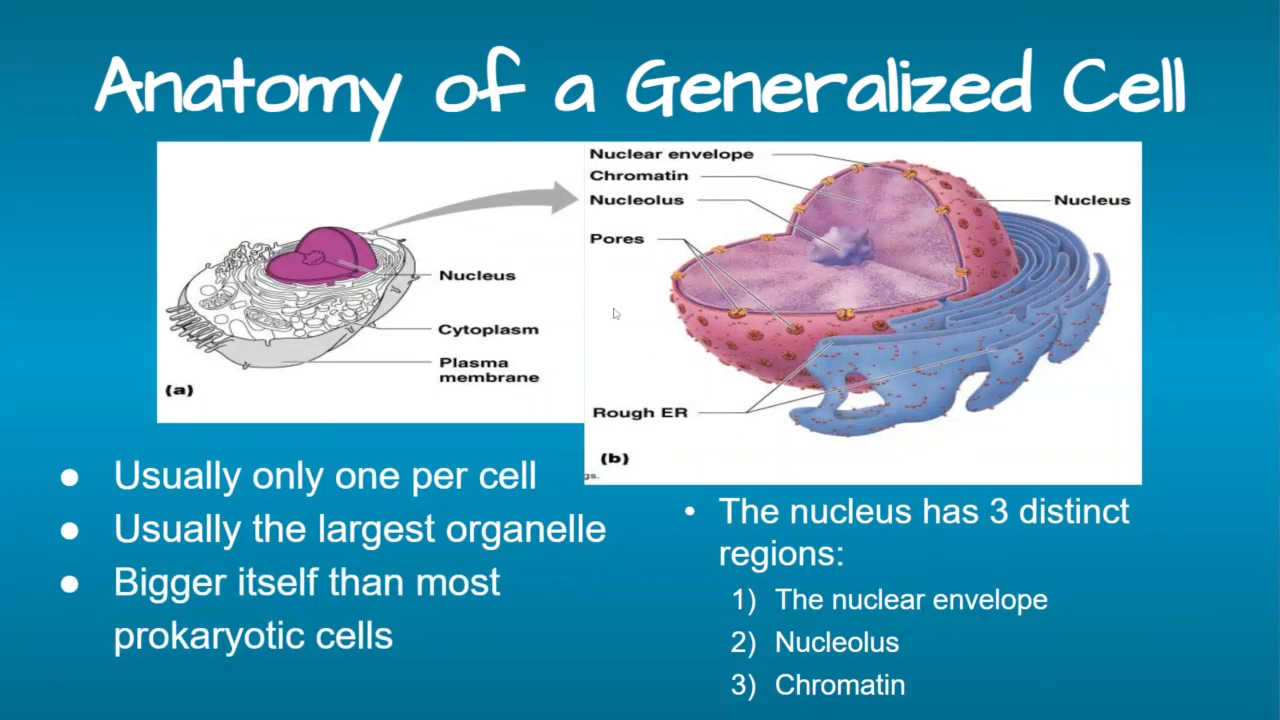 Anatomy of a Generalized Cell
Nucleus
Cytoplasm
Plasma
membrane
(a)
Nuclear envelope
Chromatin
Nucleolus
Pores
Nucleus
Rough ER
(b)
gs.
● Usually only one per cell
● Usually the largest organelle
● Bigger itself than most
prokaryotic cells
• The nucleus has 3 distinct
regions:
1) The nuclear envelope
2) Nucleolus
3) Chromatin